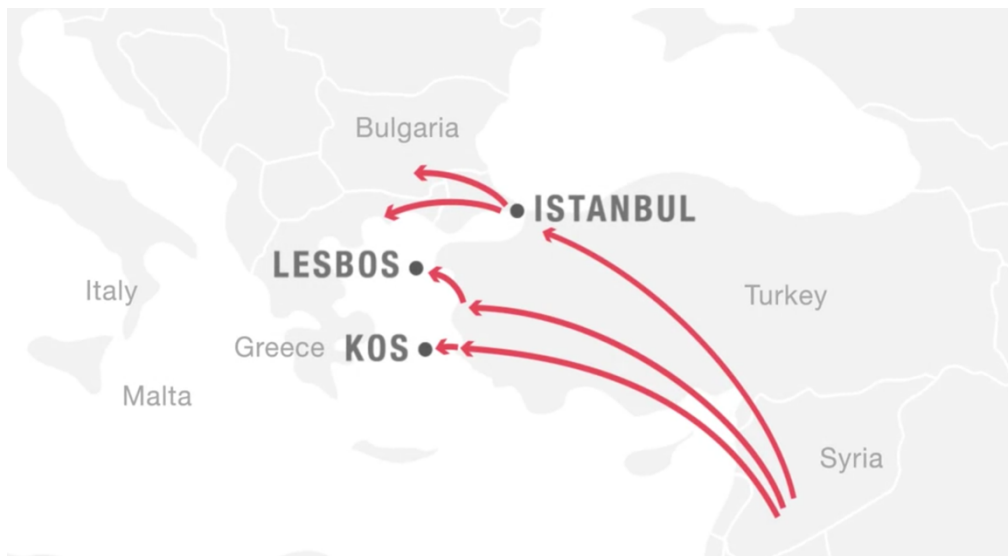 Bulgaria
ISTANBUL
LESBOS
Italy
Turkey
Greece
KOS
Malta
Syria